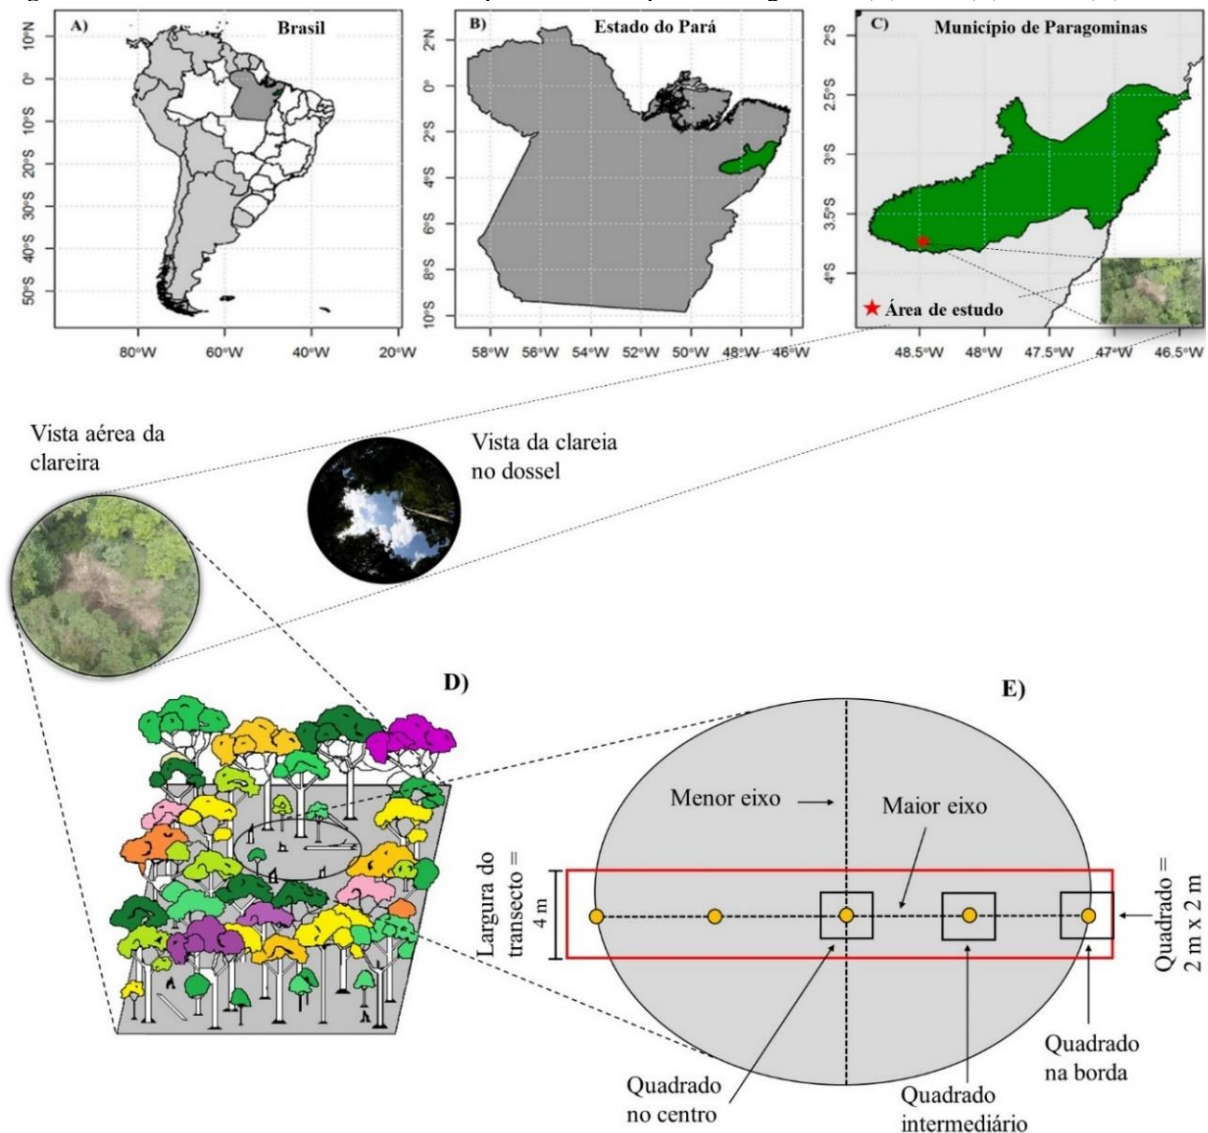 A)
Brasil
10°N
0°
10°S
20°S
30°S
40°S
50°S
80°W
60°W
40°W
20°W
B)
Estado do Pará
2°N
0°
2°S
4°S
6°S
8°S
10°S
58°W
56°W
54°W
52°W
50°W
48°W
46°W
C)
Município de Paragominas
2°S
2.5°S
3°S
3.5°S
4°S
Área de estudo
48.5°W
48°W
47.5°W
47°W
46.5°W
Vista aérea da
clareira
Vista da clareia
no dossel
D)
E)
Menor eixo
Maior eixo
Largura do
transecto =
4 m
Quadrado =
2 m x 2 m
Quadrado
no centro
Quadrado
intermediário
Quadrado
na borda